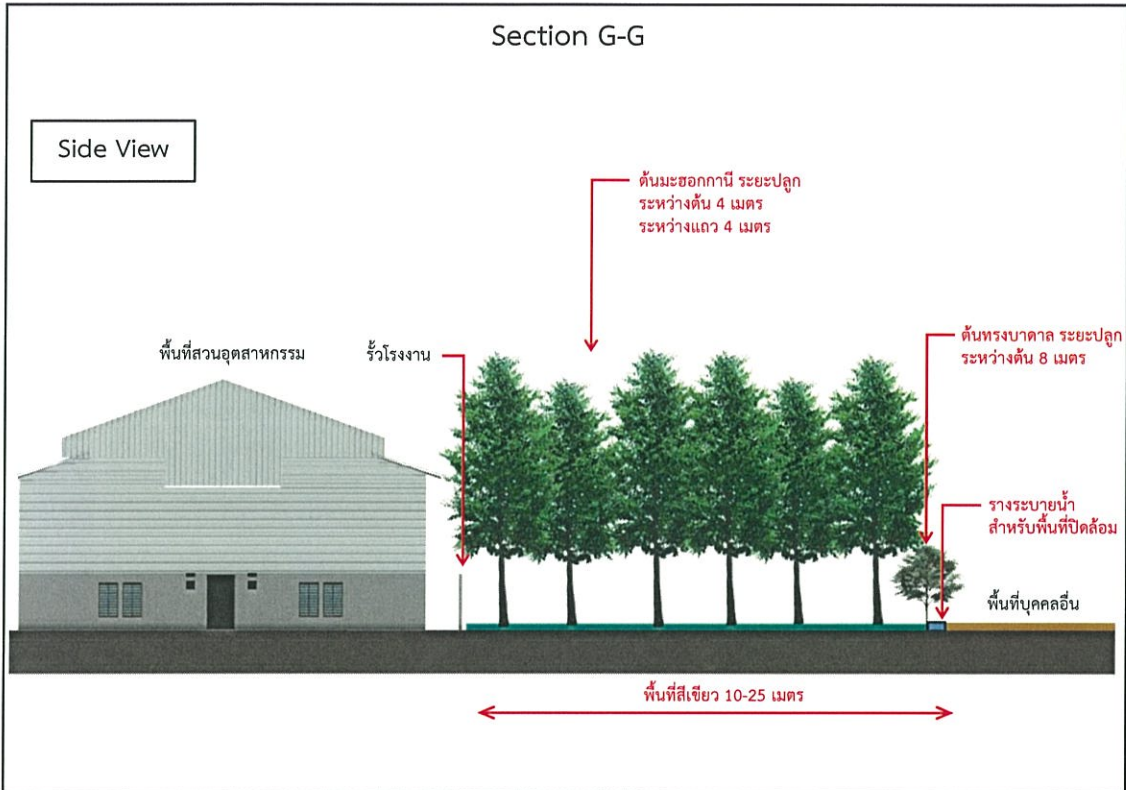 Section G-G
Side View
ต้นมะฮอกกานี ระยะปลูก
ระหว่างต้น 4 เมตร
ระหว่างแถว 4 เมตร
พื้นที่สวนอุตสาหกรรม
รั้วโรงงาน
ต้นทรงบาดาล ระยะปลูก
ระหว่างต้น 8 เมตร
รางระบายน้ำ
สำหรับพื้นที่ปิดล้อม
พื้นที่บุคคลอื่น
พื้นที่สีเขียว 10-25 เมตร